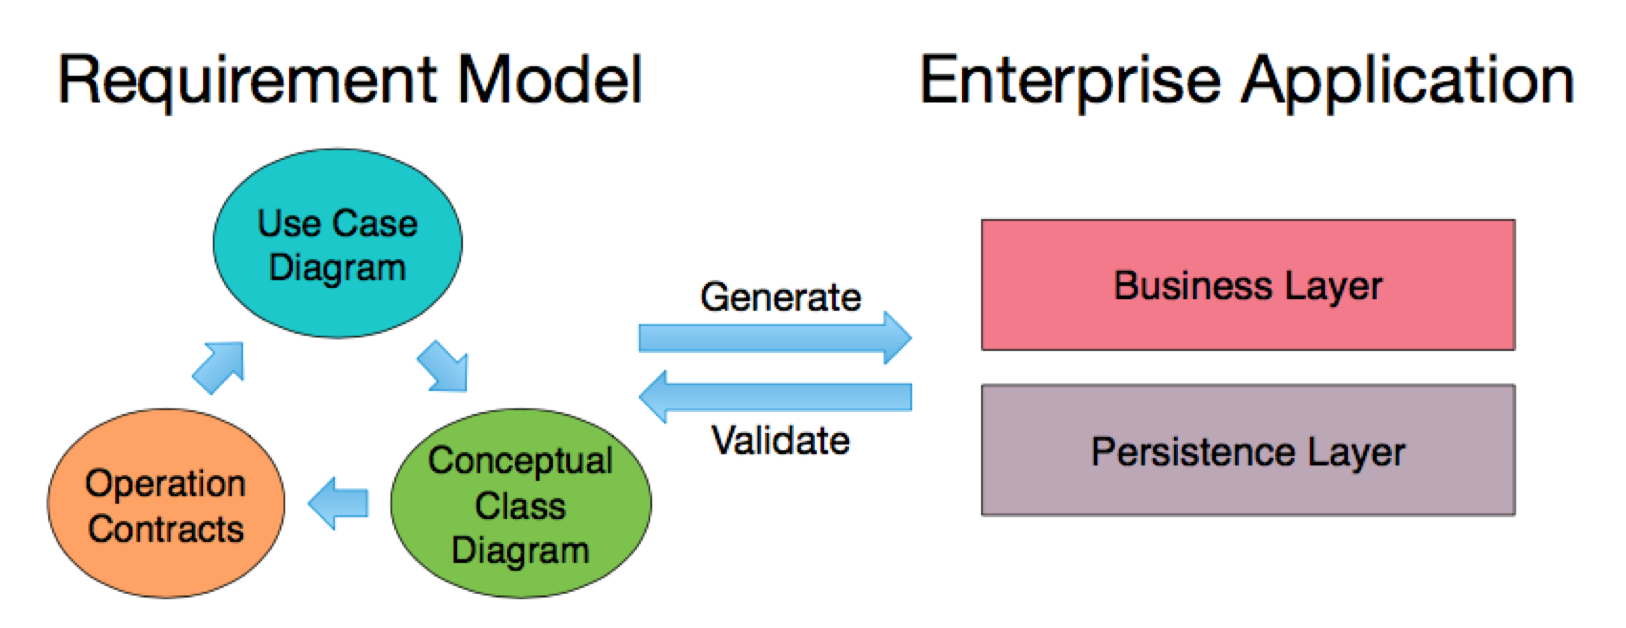 Requirement Model
Enterprise Application
Use Case
Diagram
Generate
Business Layer
Validate
Persistence Layer
Operation
Contracts
Conceptual
Class
Diagram